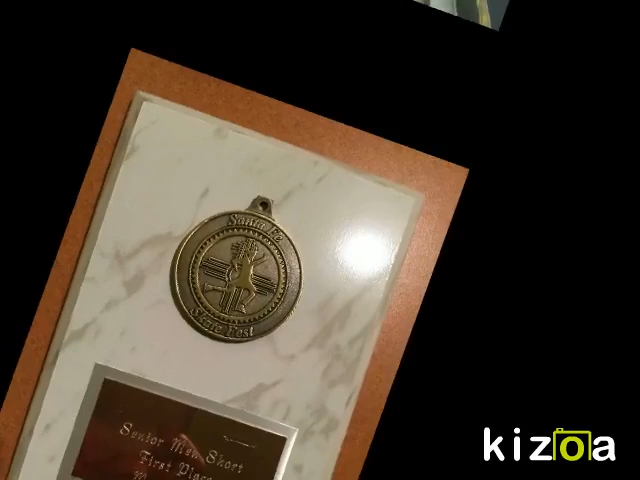 Santa Fe
Skate Fest
Senior Men Short
First Place
kizoa